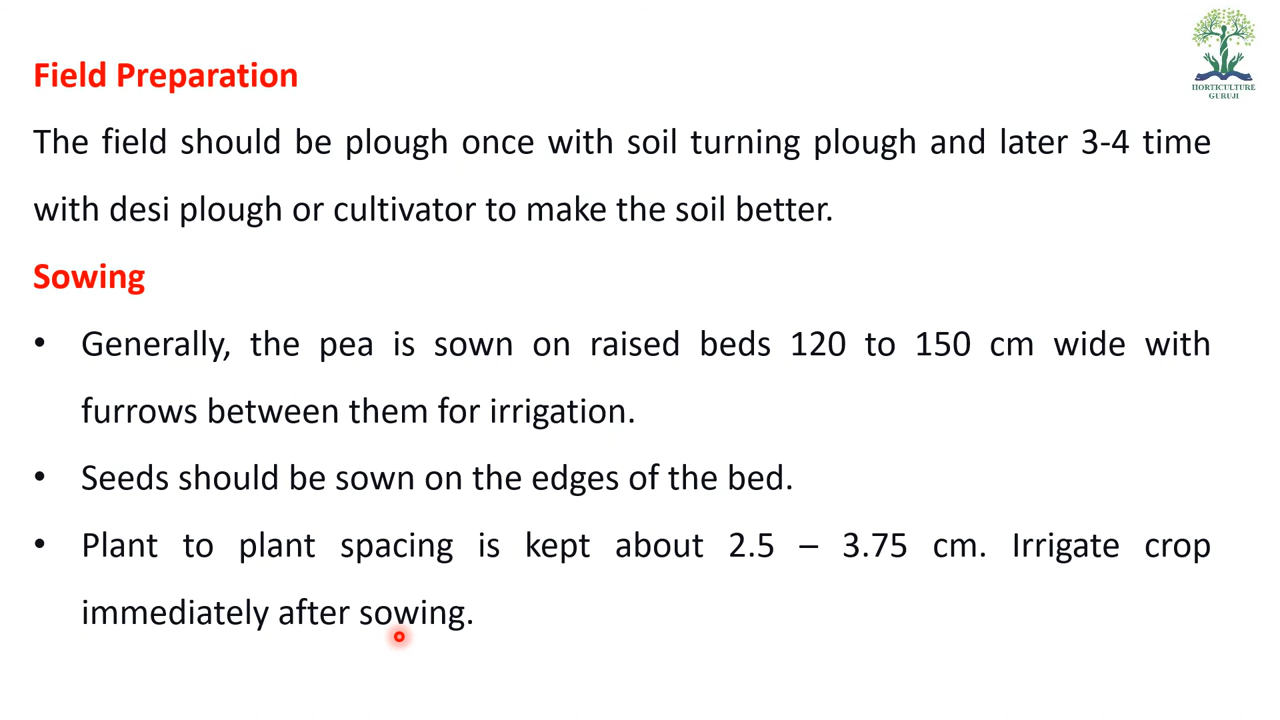 HORTICULTURE
GURUJI
Field Preparation
The field should be plough once with soil turning plough and later 3-4 time
with desi plough or cultivator to make the soil better.
Sowing
• Generally, the pea is sown on raised beds 120 to 150 cm wide with
furrows between them for irrigation.
• Seeds should be sown on the edges of the bed.
• Plant to plant spacing is kept about 2.5 – 3.75 cm. Irrigate crop
immediately after sowing.